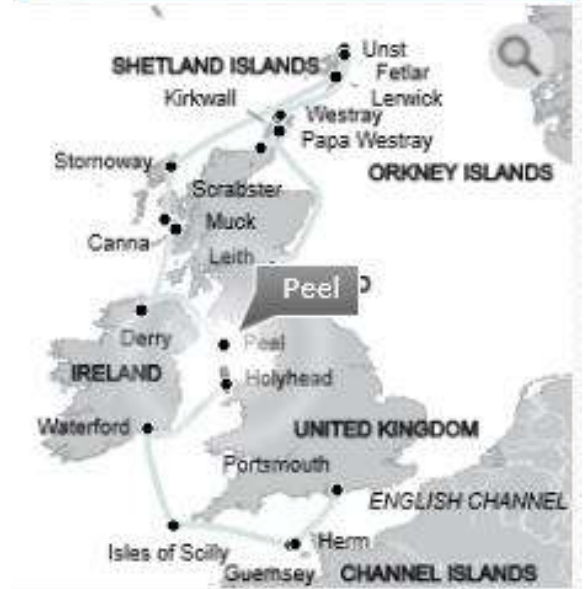 Unst
SHETLAND ISLANDS
Fetlar
Kirkwall
Lerwick
Westray
Papa Westray
Stornoway
ORKNEY ISLANDS
Scrabster
Muck
Canna
Leith
Peel
D
Derry
Peel
IRELAND
Holyhead
Waterford
UNITED KINGDOM
Portsmouth
ENGLISH CHANNEL
Isles of Scilly
Herm
Guernsey
CHANNEL ISLANDS